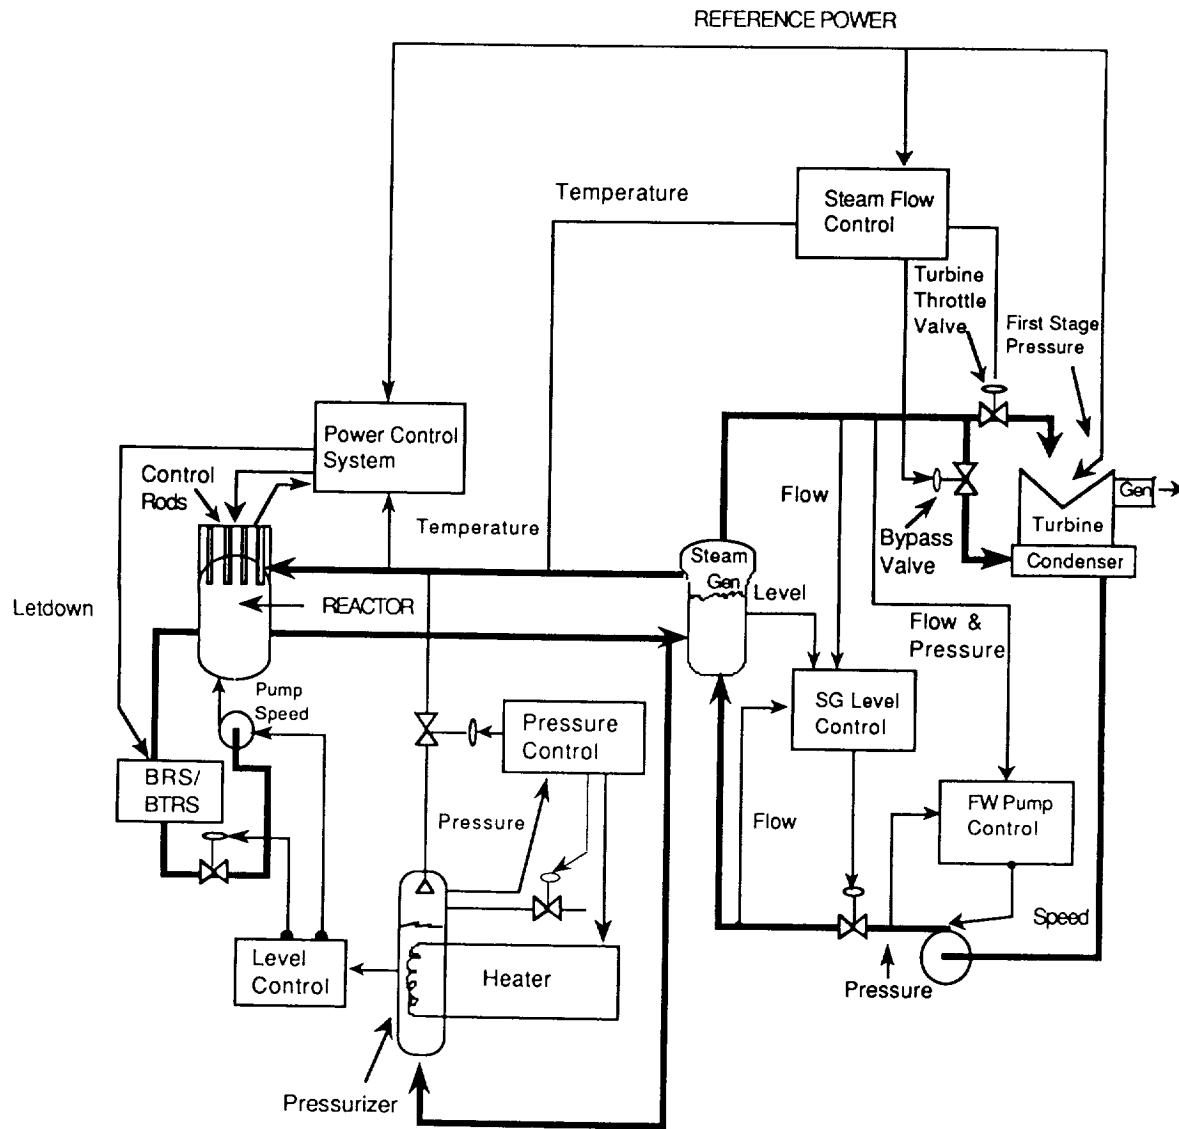 REFERENCE POWER
Temperature
Steam Flow
Control
Turbine
Throttle
Valve
First Stage
Pressure
Power Control
System
Control
Rods
Flow
Gen
Turbine
Temperature
Bypass
Valve
Steam
Gen
Condenser
Letdown
REACTOR
Level
Flow &
Pressure
Pump
Speed
SG Level
Control
Pressure
Control
BRS/
BTRS
FW Pump
Control
Pressure
Flow
Speed
Level
Control
Heater
Pressure
Pressurizer